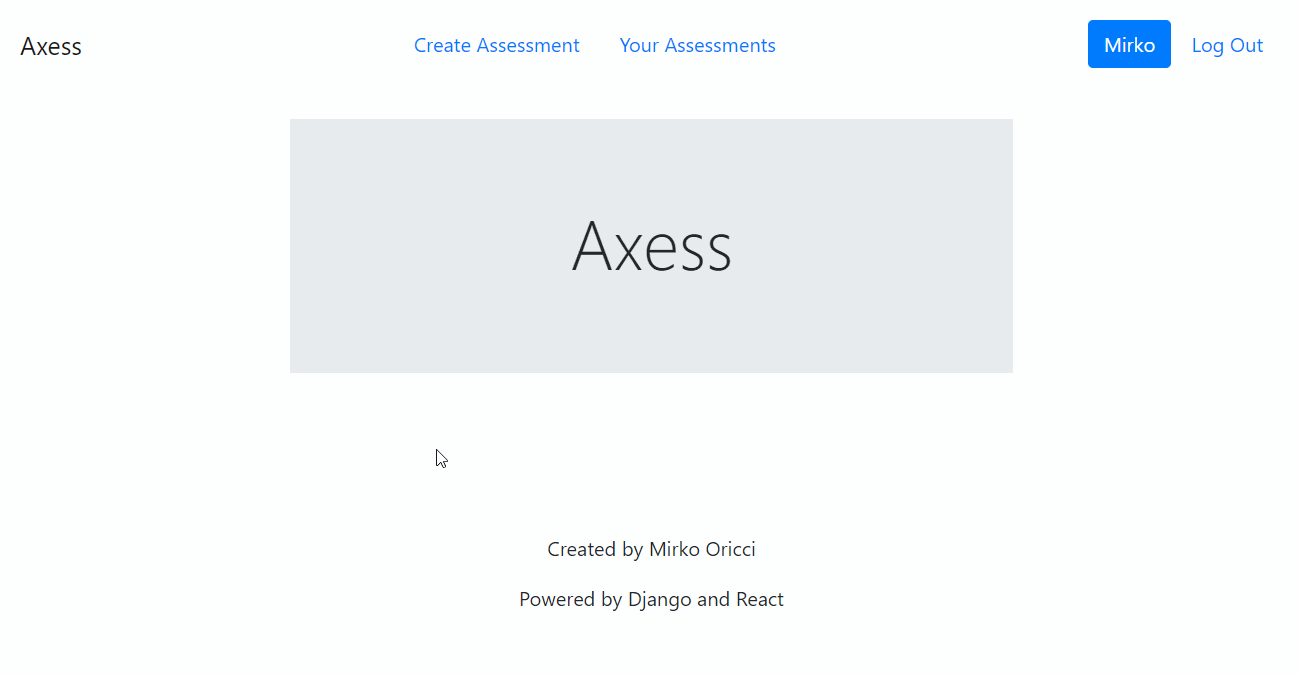 Axess
Create Assessment
Your Assessments
Mirko
Log Out
Axess
Created by Mirko Oricci
Powered by Django and React